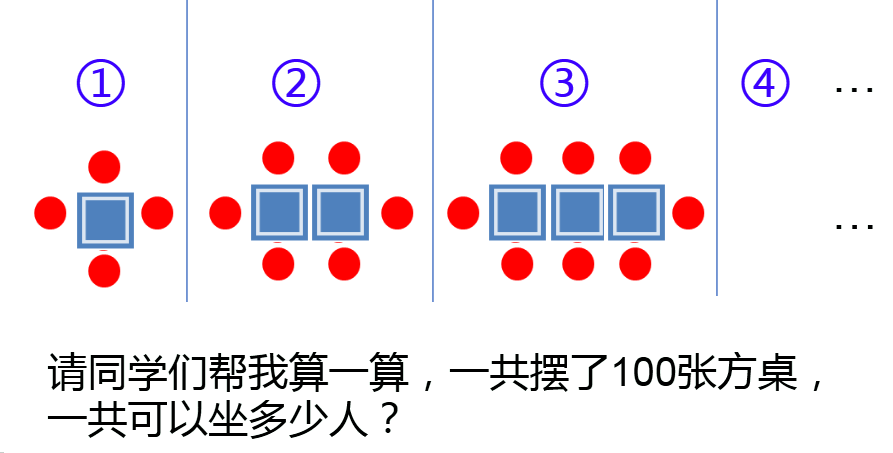 ① ② ③ ④ …
…
请同学们帮我算一算，一共摆了100张方桌，
一共可以坐多少人？